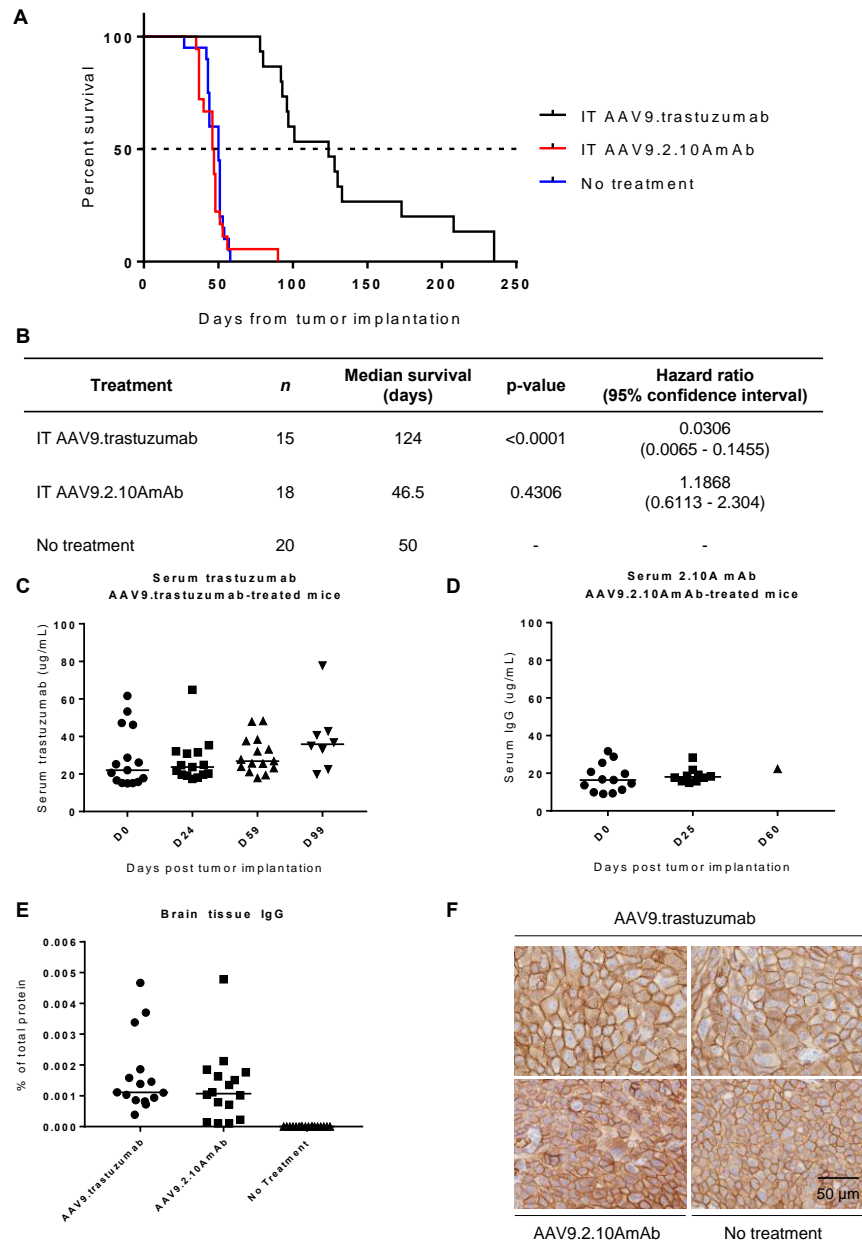 A
100
50
0
Percent survival
0 50 100 150 200 250
Days from tumor implantation
IT AAV9.trastuzumab
IT AAV9.2.10AmAb
No treatment
B
Treatment n Median survival (days) p-value Hazard ratio (95% confidence interval)
IT AAV9.trastuzumab 15 124 <0.0001 0.0306 (0.0065 - 0.1455)
IT AAV9.2.10AmAb 18 46.5 0.4306 1.1868 (0.6113 - 2.304)
No treatment 20 50 - -
C
Serum trastuzumab
AAV9.trastuzumab-treated mice
Serum trastuzumab (ug/mL)
100
80
60
40
20
0
D0 D24 D59 D99
Days post tumor implantation
D
Serum 2.10A mAb
AAV9.2.10AmAb-treated mice
Serum IgG (ug/mL)
100
80
60
40
20
0
D0 D25 D60
Days post tumor implantation
E
Brain tissue IgG
% of total protein
0.006
0.005
0.004
0.003
0.002
0.001
0.000
AAV9.trastuzumab
AAV9.2.10AmAb
No Treatment
F
AAV9.trastuzumab
50 µm
AAV9.2.10AmAb No treatment